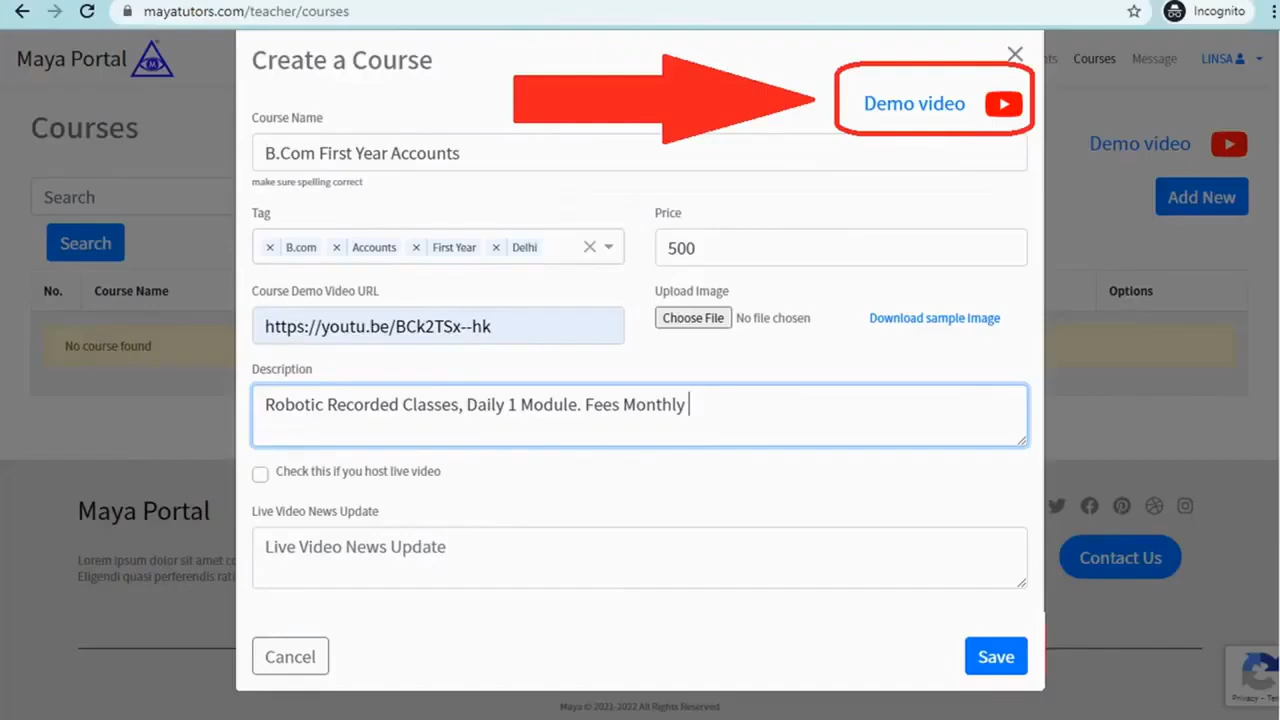 mayatutors.com/teacher/courses
Incognito
Maya Portal
Courses
Message
LINSA
Create a Course
Demo video
Course Name
B.Com First Year Accounts
make sure spelling correct
Courses
Demo video
Search
Add New
Search
Tag
Price
× B.com × Accounts × First Year × Delhi
500
No.
Course Name
Options
Course Demo Video URL
Upload Image
https://youtu.be/BCk2TSx--hk
Choose File No file chosen
Download sample Image
No course found
Description
Robotic Recorded Classes, Daily 1 Module. Fees Monthly
Check this if you host live video
Live Video News Update
Live Video News Update
Maya Portal
Lorem ipsum dolor sit amet
Eligendi quasi perferendis
Contact Us
Cancel
Save
Maya © 2021-2022 All Rights Reserved
Privacy